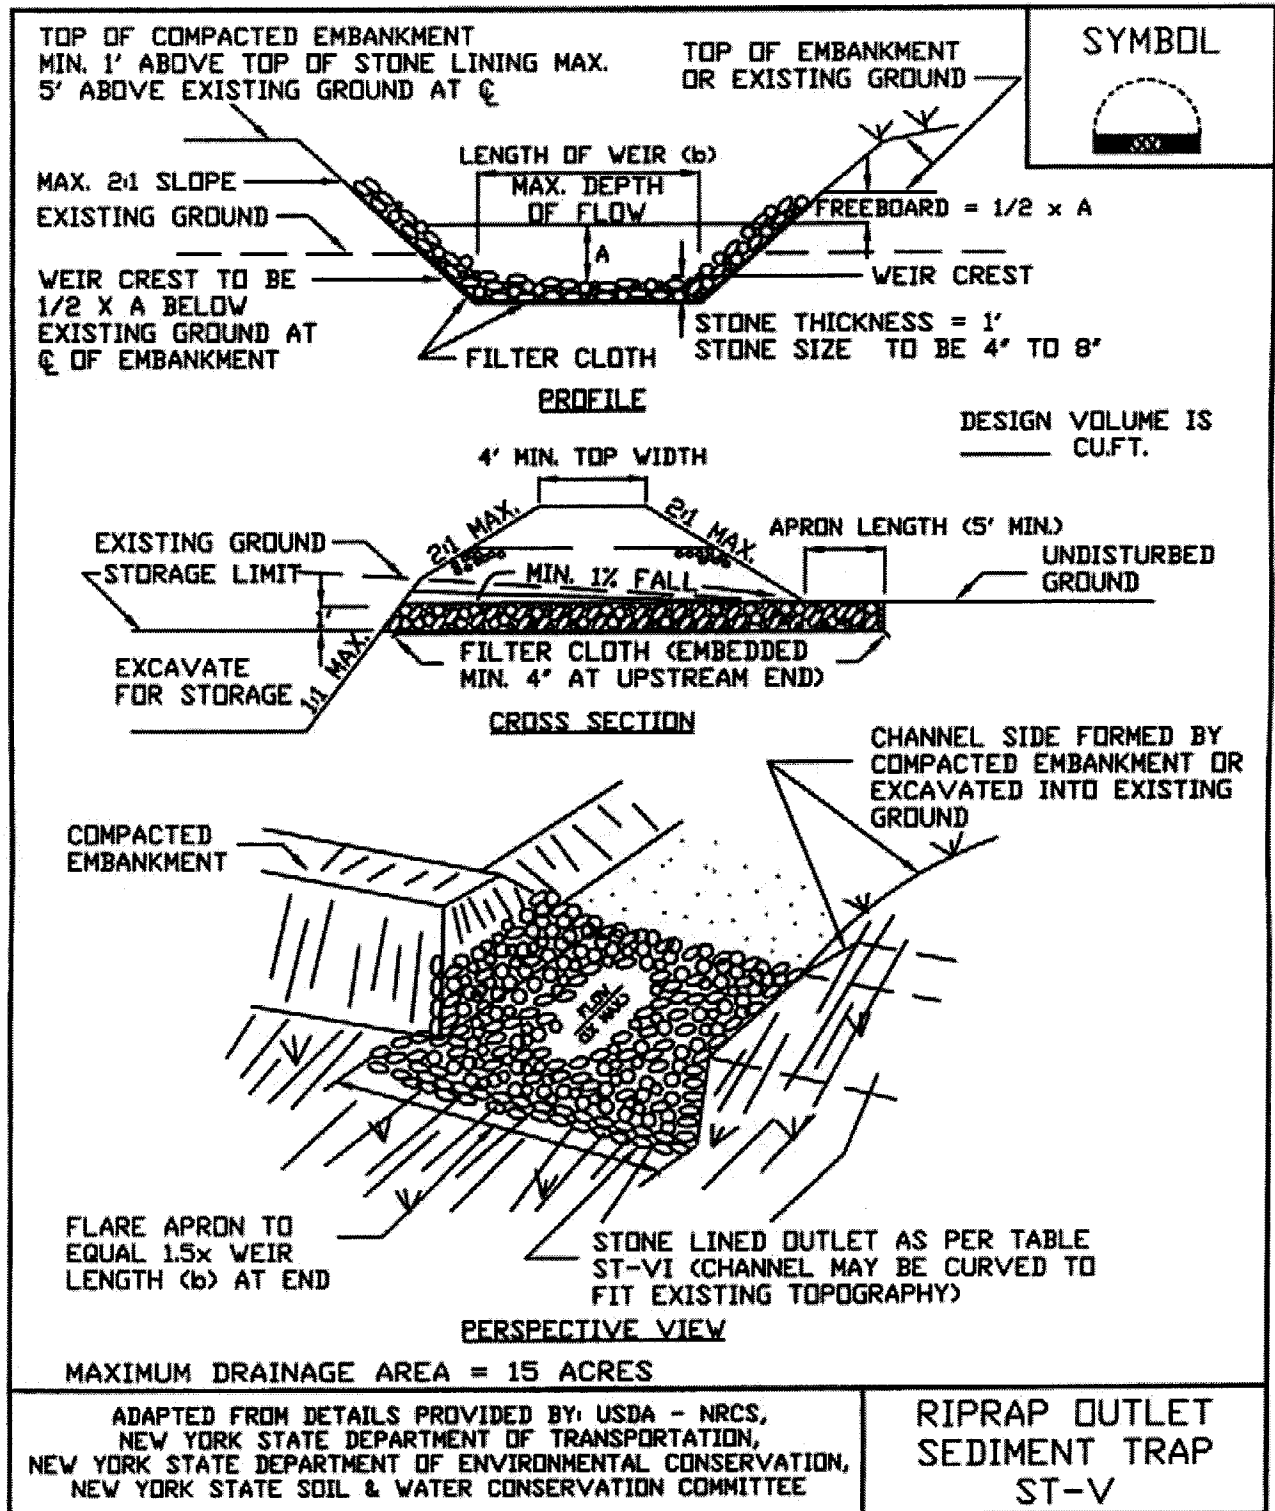 TOP OF COMPACTED EMBANKMENT
MIN. 1' ABOVE TOP OF STONE LINING MAX.
5' ABOVE EXISTING GROUND AT ℄
TOP OF EMBANKMENT
OR EXISTING GROUND
SYMBOL
LENGTH OF WEIR (b)
MAX. 2:1 SLOPE
MAX. DEPTH
OF FLOW
EXISTING GROUND
FREEBOARD = 1/2 x A
A
WEIR CREST TO BE
1/2 X A BELOW
EXISTING GROUND AT
℄ OF EMBANKMENT
WEIR CREST
STONE THICKNESS = 1'
STONE SIZE TO BE 4" TO 8"
FILTER CLOTH
PROFILE
DESIGN VOLUME IS
____ CU.FT.
4' MIN. TOP WIDTH
2:1 MAX.
2:1 MAX.
APRON LENGTH (5' MIN.)
EXISTING GROUND
STORAGE LIMIT
UNDISTURBED
GROUND
MIN. 1% FALL
1'
EXCAVATE
FOR STORAGE
1:1 MAX.
FILTER CLOTH (EMBEDDED
MIN. 4" AT UPSTREAM END)
CROSS SECTION
CHANNEL SIDE FORMED BY
COMPACTED EMBANKMENT OR
EXCAVATED INTO EXISTING
GROUND
COMPACTED
EMBANKMENT
FLOW
FLARE APRON TO
EQUAL 1.5x WEIR
LENGTH (b) AT END
STONE LINED OUTLET AS PER TABLE
ST-VI (CHANNEL MAY BE CURVED TO
FIT EXISTING TOPOGRAPHY)
PERSPECTIVE VIEW
MAXIMUM DRAINAGE AREA = 15 ACRES
ADAPTED FROM DETAILS PROVIDED BY: USDA - NRCS,
NEW YORK STATE DEPARTMENT OF TRANSPORTATION,
NEW YORK STATE DEPARTMENT OF ENVIRONMENTAL CONSERVATION,
NEW YORK STATE SOIL & WATER CONSERVATION COMMITTEE
RIPRAP OUTLET
SEDIMENT TRAP
ST-V